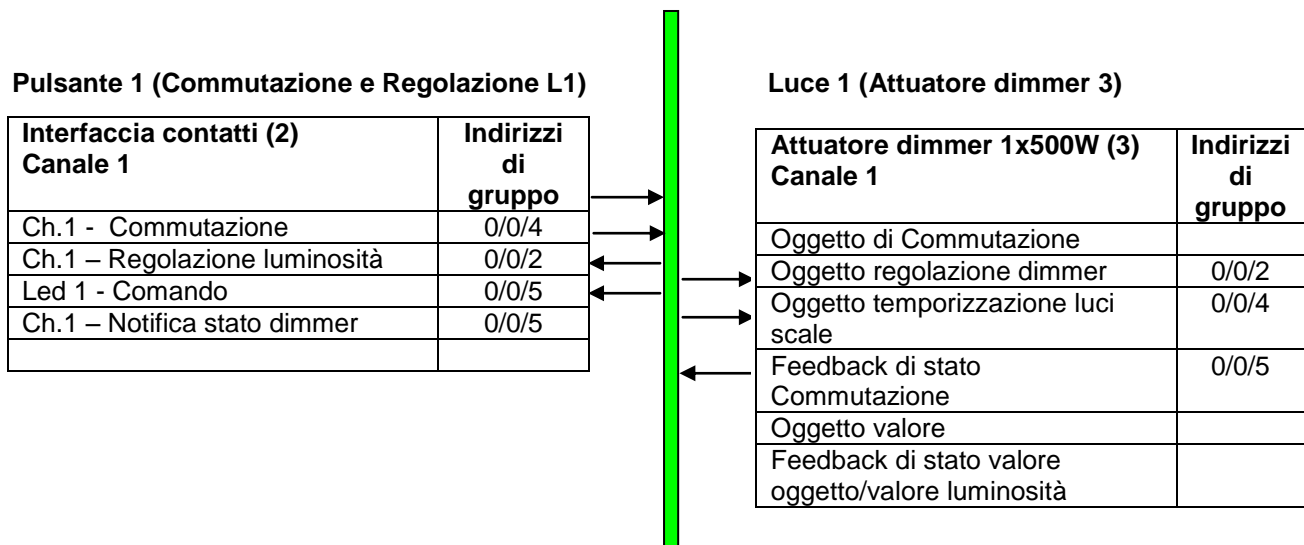 Pulsante 1 (Commutazione e Regolazione L1)
Interfaccia contatti (2)
Canale 1
Indirizzi
di
gruppo
Ch.1 - Commutazione
0/0/4
Ch.1 – Regolazione luminosità
0/0/2
Led 1 - Comando
0/0/5
Ch.1 – Notifica stato dimmer
0/0/5
Luce 1 (Attuatore dimmer 3)
Attuatore dimmer 1x500W (3)
Canale 1
Indirizzi
di
gruppo
Oggetto di Commutazione
Oggetto regolazione dimmer
0/0/2
Oggetto temporizzazione luci
scale
0/0/4
Feedback di stato
Commutazione
0/0/5
Oggetto valore
Feedback di stato valore
oggetto/valore luminosità